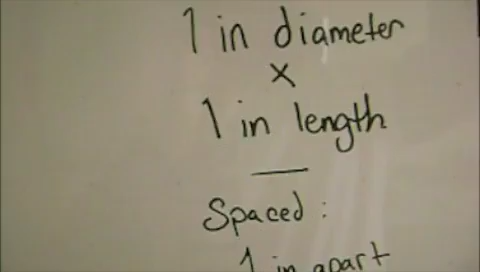 1 in diameter
x
1 in length
Spaced :
1 in apart